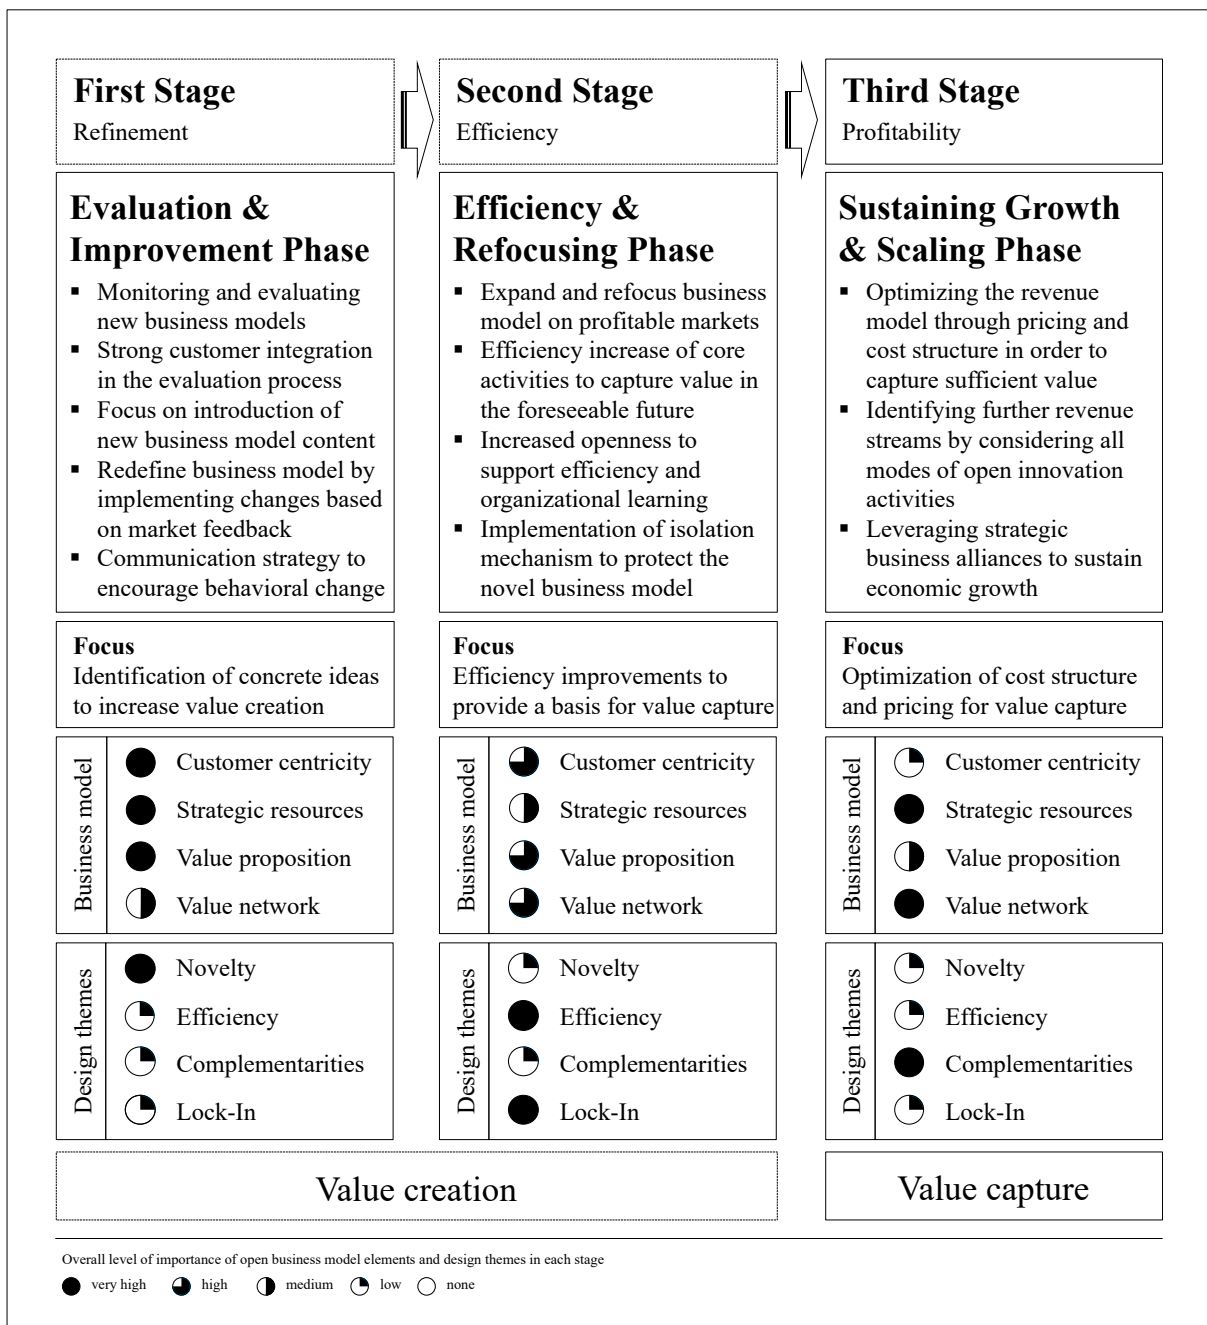 First Stage
Refinement
Second Stage
Efficiency
Third Stage
Profitability
Evaluation &
Improvement Phase
▪ Monitoring and evaluating
new business models
▪ Strong customer integration
in the evaluation process
▪ Focus on introduction of
new business model content
▪ Redefine business model by
implementing changes based
on market feedback
▪ Communication strategy to
encourage behavioral change
Efficiency &
Refocusing Phase
▪ Expand and refocus business
model on profitable markets
▪ Efficiency increase of core
activities to capture value in
the foreseeable future
▪ Increased openness to
support efficiency and
organizational learning
▪ Implementation of isolation
mechanism to protect the
novel business model
Sustaining Growth
& Scaling Phase
▪ Optimizing the revenue
model through pricing and
cost structure in order to
capture sufficient value
▪ Identifying further revenue
streams by considering all
modes of open innovation
activities
▪ Leveraging strategic
business alliances to sustain
economic growth
Focus
Identification of concrete ideas
to increase value creation
Focus
Efficiency improvements to
provide a basis for value capture
Focus
Optimization of cost structure
and pricing for value capture
Business model
Customer centricity
Strategic resources
Value proposition
Value network
Business model
Customer centricity
Strategic resources
Value proposition
Value network
Business model
Customer centricity
Strategic resources
Value proposition
Value network
Design themes
Novelty
Efficiency
Complementarities
Lock-In
Design themes
Novelty
Efficiency
Complementarities
Lock-In
Design themes
Novelty
Efficiency
Complementarities
Lock-In
Value creation
Value capture
Overall level of importance of open business model elements and design themes in each stage
very high high medium low none